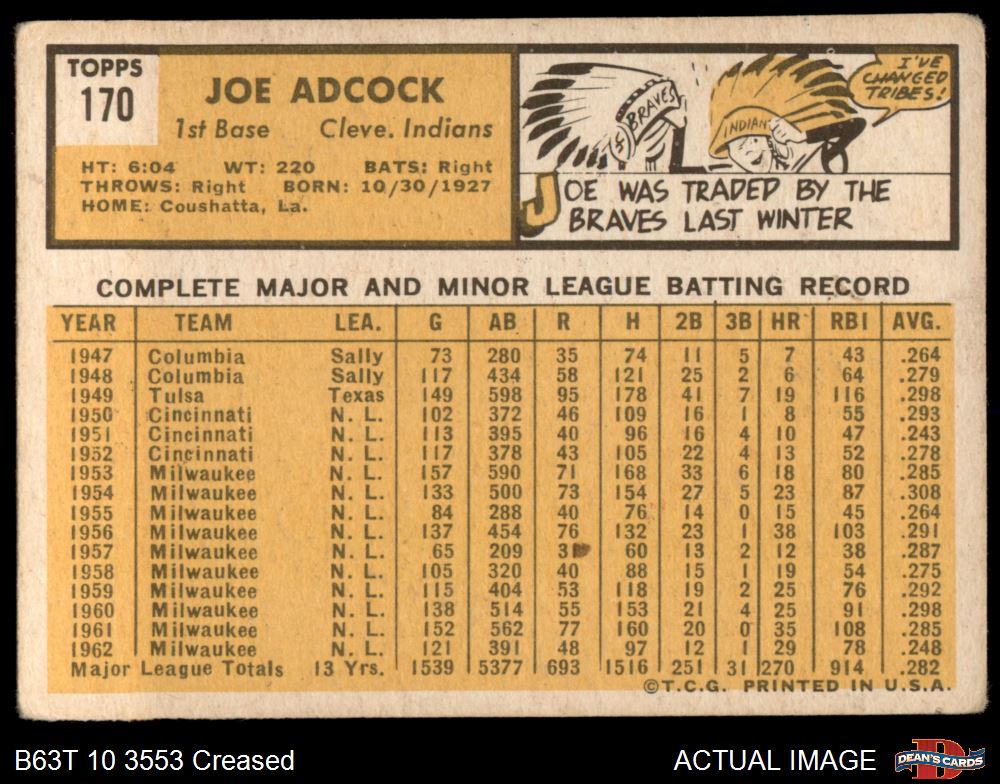 TOPPS
170
JOE ADCOCK
1st Base Cleve. Indians
HT: 6:04 WT: 220 BATS: Right
THROWS: Right BORN: 10/30/1927
HOME: Coushatta, La.
BRAVES
INDIAN
I'VE
CHANGED
TRIBES!
JOE WAS TRADED BY THE
BRAVES LAST WINTER
COMPLETE MAJOR AND MINOR LEAGUE BATTING RECORD
YEAR TEAM LEA. G AB R H 2B 3B HR RBI AVG.
1947 Columbia Sally 73 280 35 74 11 5 7 43 .264
1948 Columbia Sally 117 434 58 121 25 2 6 64 .279
1949 Tulsa Texas 149 598 95 178 41 7 19 116 .298
1950 Cincinnati N. L. 102 372 46 109 16 1 8 55 .293
1951 Cincinnati N. L. 113 395 40 96 16 4 10 47 .243
1952 Cincinnati N. L. 117 378 43 105 22 4 13 52 .278
1953 Milwaukee N. L. 157 590 71 168 33 6 18 80 .285
1954 Milwaukee N. L. 133 500 73 154 27 5 23 87 .308
1955 Milwaukee N. L. 84 288 40 76 14 0 15 45 .264
1956 Milwaukee N. L. 137 454 76 132 23 1 38 103 .291
1957 Milwaukee N. L. 65 209 60 13 2 12 38 .287
1958 Milwaukee N. L. 105 320 40 88 15 1 19 54 .275
1959 Milwaukee N. L. 115 404 53 118 19 2 25 76 .292
1960 Milwaukee N. L. 138 514 55 153 21 4 25 91 .298
1961 Milwaukee N. L. 152 562 77 160 20 0 35 108 .285
1962 Milwaukee N. L. 121 391 48 97 12 1 29 78 .248
Major League Totals 13 Yrs. 1539 5377 693 1516 251 31 270 914 .282
©T.C.G. PRINTED IN U.S.A.
B63T 10 3553 Creased
ACTUAL IMAGE
DEAN'S CARDS